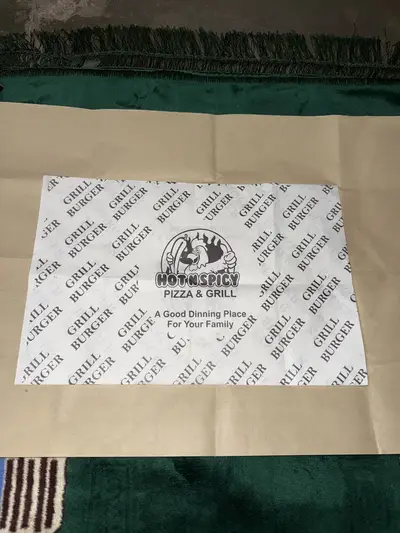 GRILL
BURGER
HOT N SPICY
PIZZA & GRILL
A Good Dinning Place
For Your Family